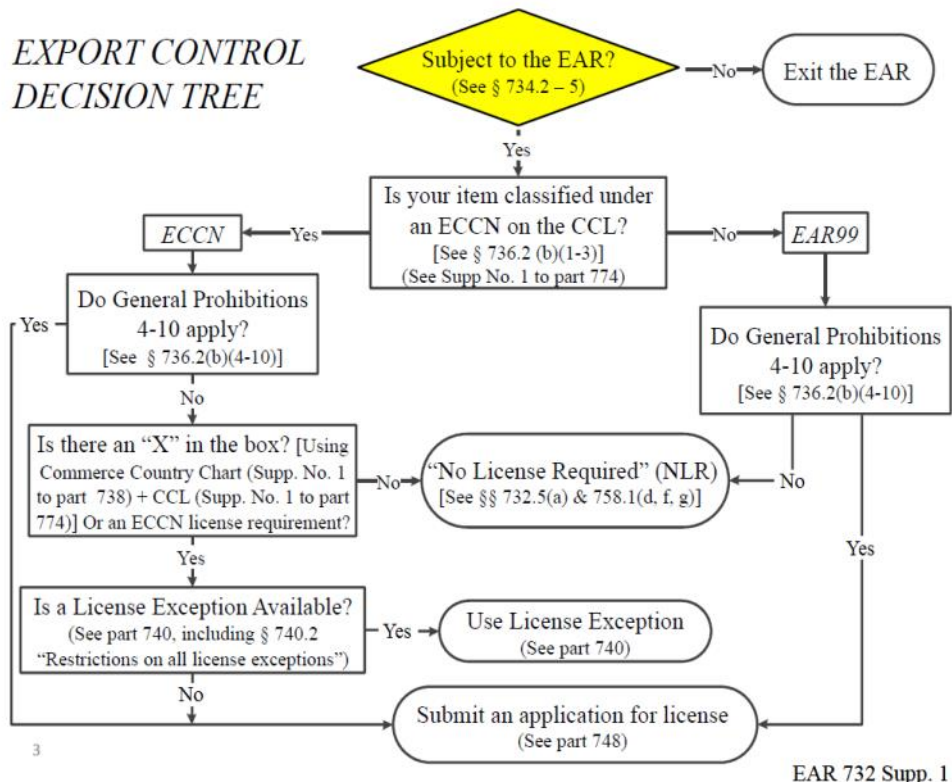 EXPORT CONTROL
DECISION TREE
Subject to the EAR?
(See § 734.2 – 5)
No
Exit the EAR
Yes
Is your item classified under
an ECCN on the CCL?
[See § 736.2 (b)(1-3)]
(See Supp No. 1 to part 774)
Yes
ECCN
No
EAR99
Do General Prohibitions
4-10 apply?
[See § 736.2(b)(4-10)]
Yes
No
Do General Prohibitions
4-10 apply?
[See § 736.2(b)(4-10)]
No
Yes
Is there an “X” in the box? [Using
Commerce Country Chart (Supp. No. 1
to part 738) + CCL (Supp. No. 1 to part
774)] Or an ECCN license requirement?
No
“No License Required” (NLR)
[See §§ 732.5(a) & 758.1(d, f, g)]
Yes
Is a License Exception Available?
(See part 740, including § 740.2
“Restrictions on all license exceptions”)
Yes
Use License Exception
(See part 740)
No
Submit an application for license
(See part 748)
3
EAR 732 Supp. 1